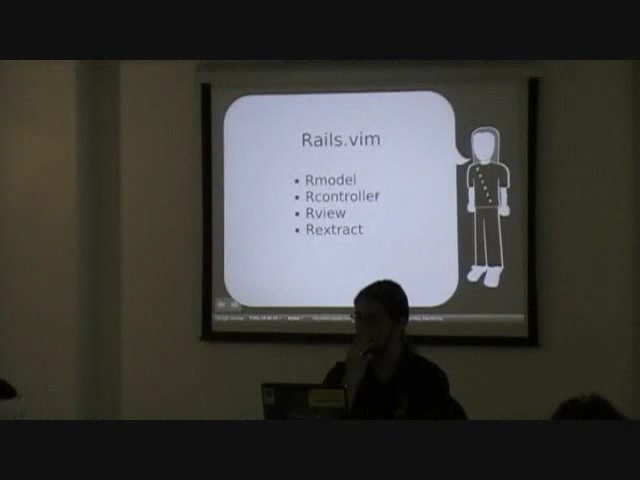 Rails.vim
• Rmodel
• Rcontroller
• Rview
• Rextract